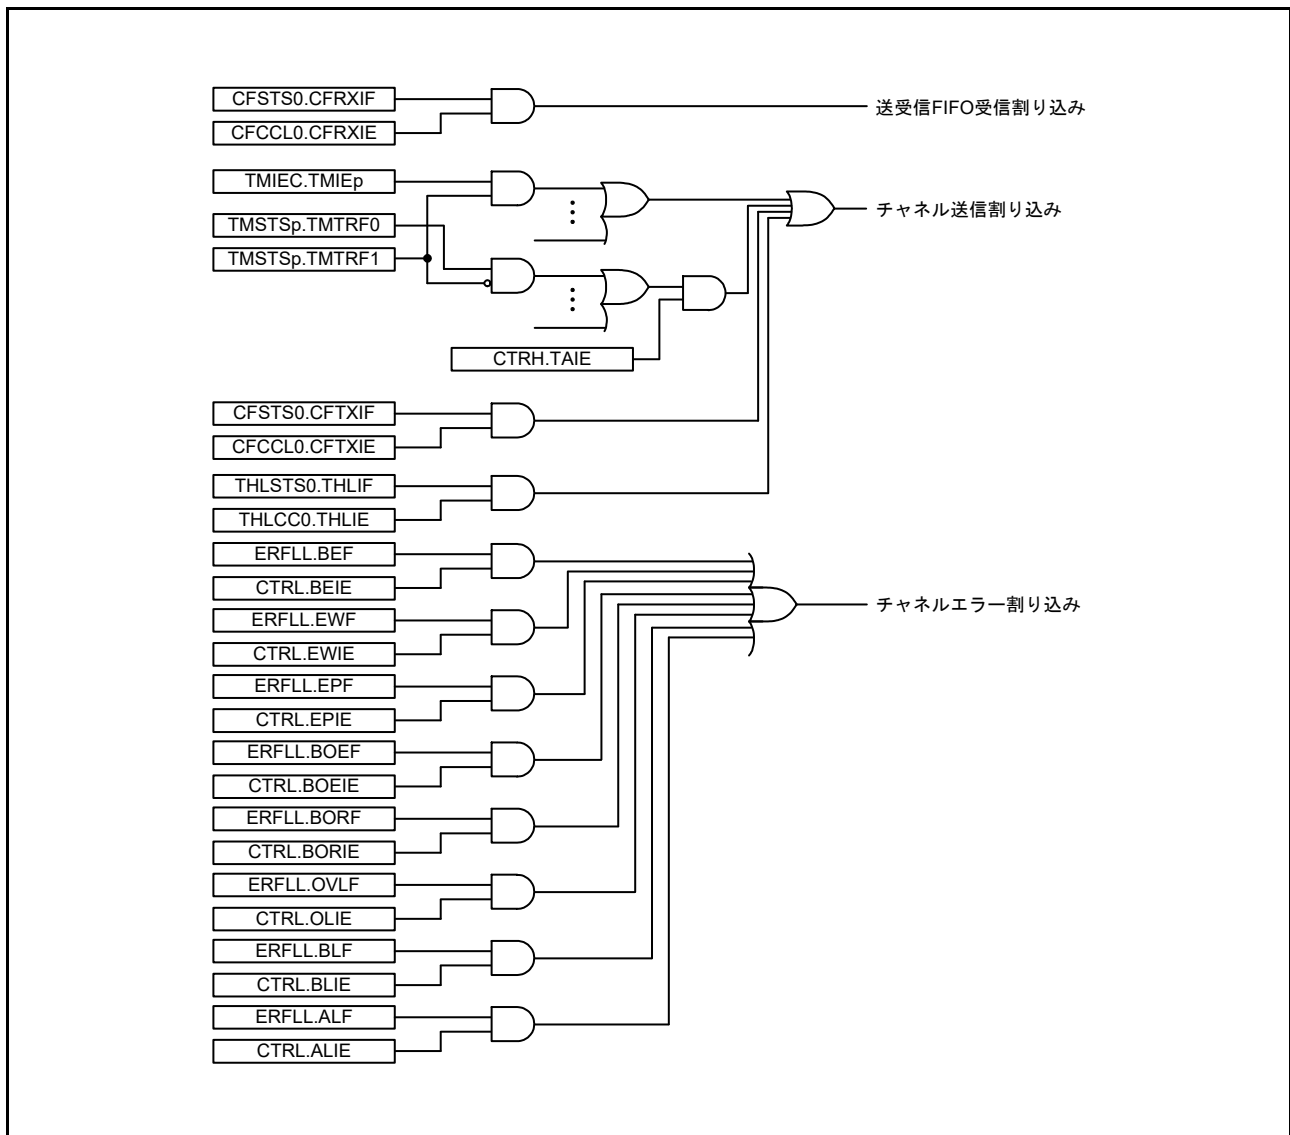 CFSTS0.CFRXIF
CFCCL0.CFRXIE
送受信FIFO受信割り込み
TMIEC.TMIEp
TMSTSp.TMTRF0
TMSTSp.TMTRF1
チャネル送信割り込み
CTRH.TAIE
CFSTS0.CFTXIF
CFCCL0.CFTXIE
THLSTS0.THLIF
THLCC0.THLIE
ERFLL.BEF
CTRL.BEIE
ERFLL.EWF
CTRL.EWIE
チャネルエラー割り込み
ERFLL.EPF
CTRL.EPIE
ERFLL.BOEF
CTRL.BOEIE
ERFLL.BORF
CTRL.BORIE
ERFLL.OVLF
CTRL.OLIE
ERFLL.BLF
CTRL.BLIE
ERFLL.ALF
CTRL.ALIE